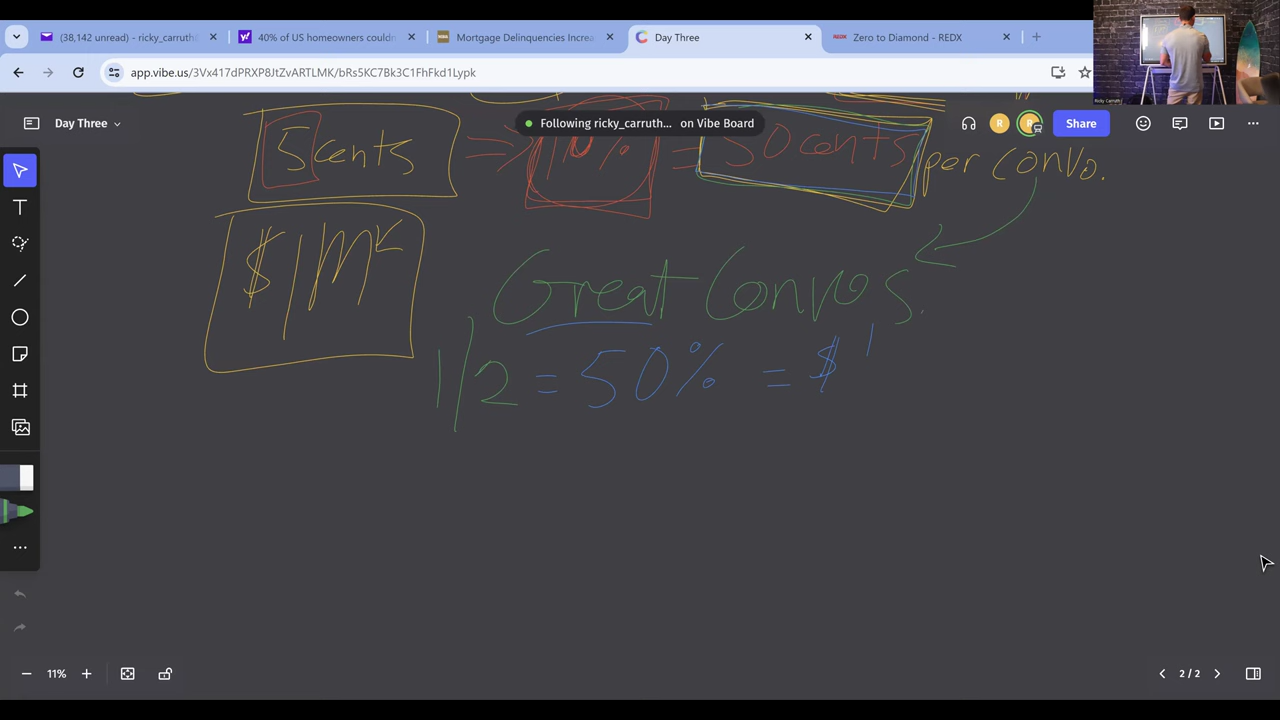 (38,142 unread) - ricky_carruth
40% of US homeowners could
Mortgage Delinquencies Increa
Day Three
Zero to Diamond - REDX
app.vibe.us/3Vx417dPRXP8JtZvARTLMK/bRs5KC7Bk3C1FhFkd1Lypk
Ricky Carruth
Day Three
Following ricky_carruth... on Vibe Board
R
R
Share
5 cents => 10% = 50 cents per convo.
$1M
Great Convos.
1/2 = 50% = $1
T
11%
2 / 2